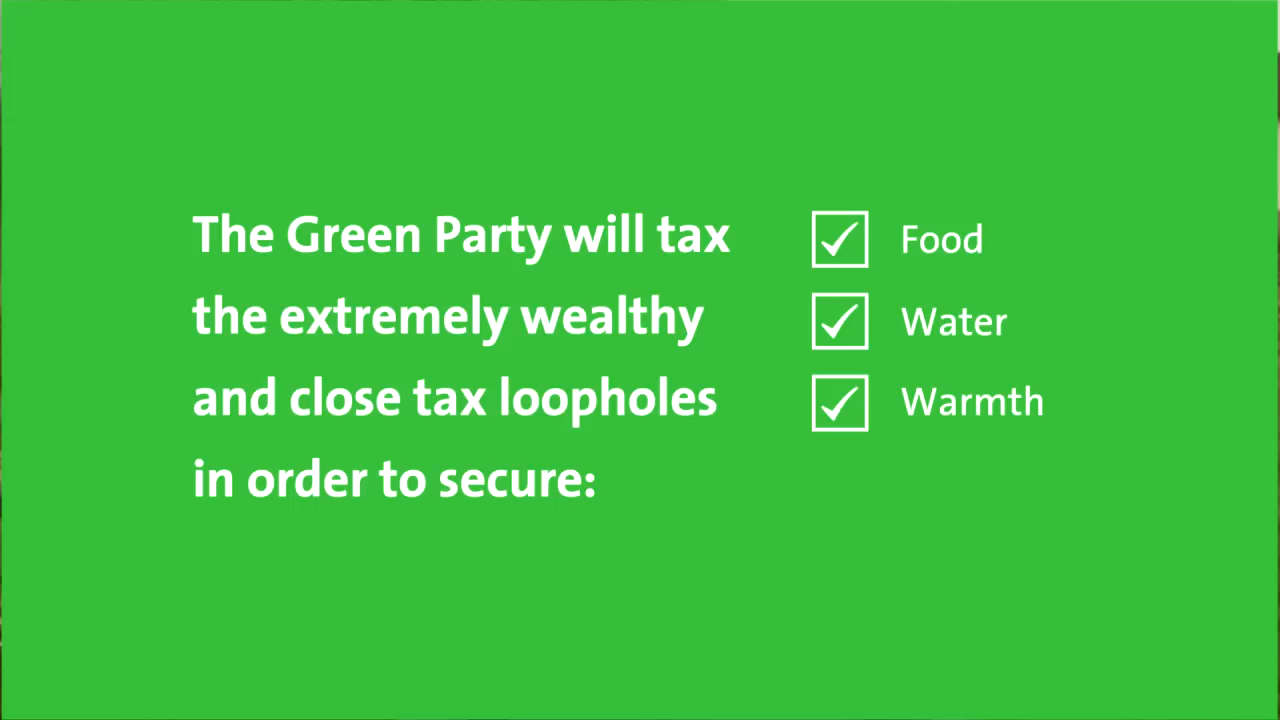 The Green Party will tax
the extremely wealthy
and close tax loopholes
in order to secure:
Food
Water
Warmth